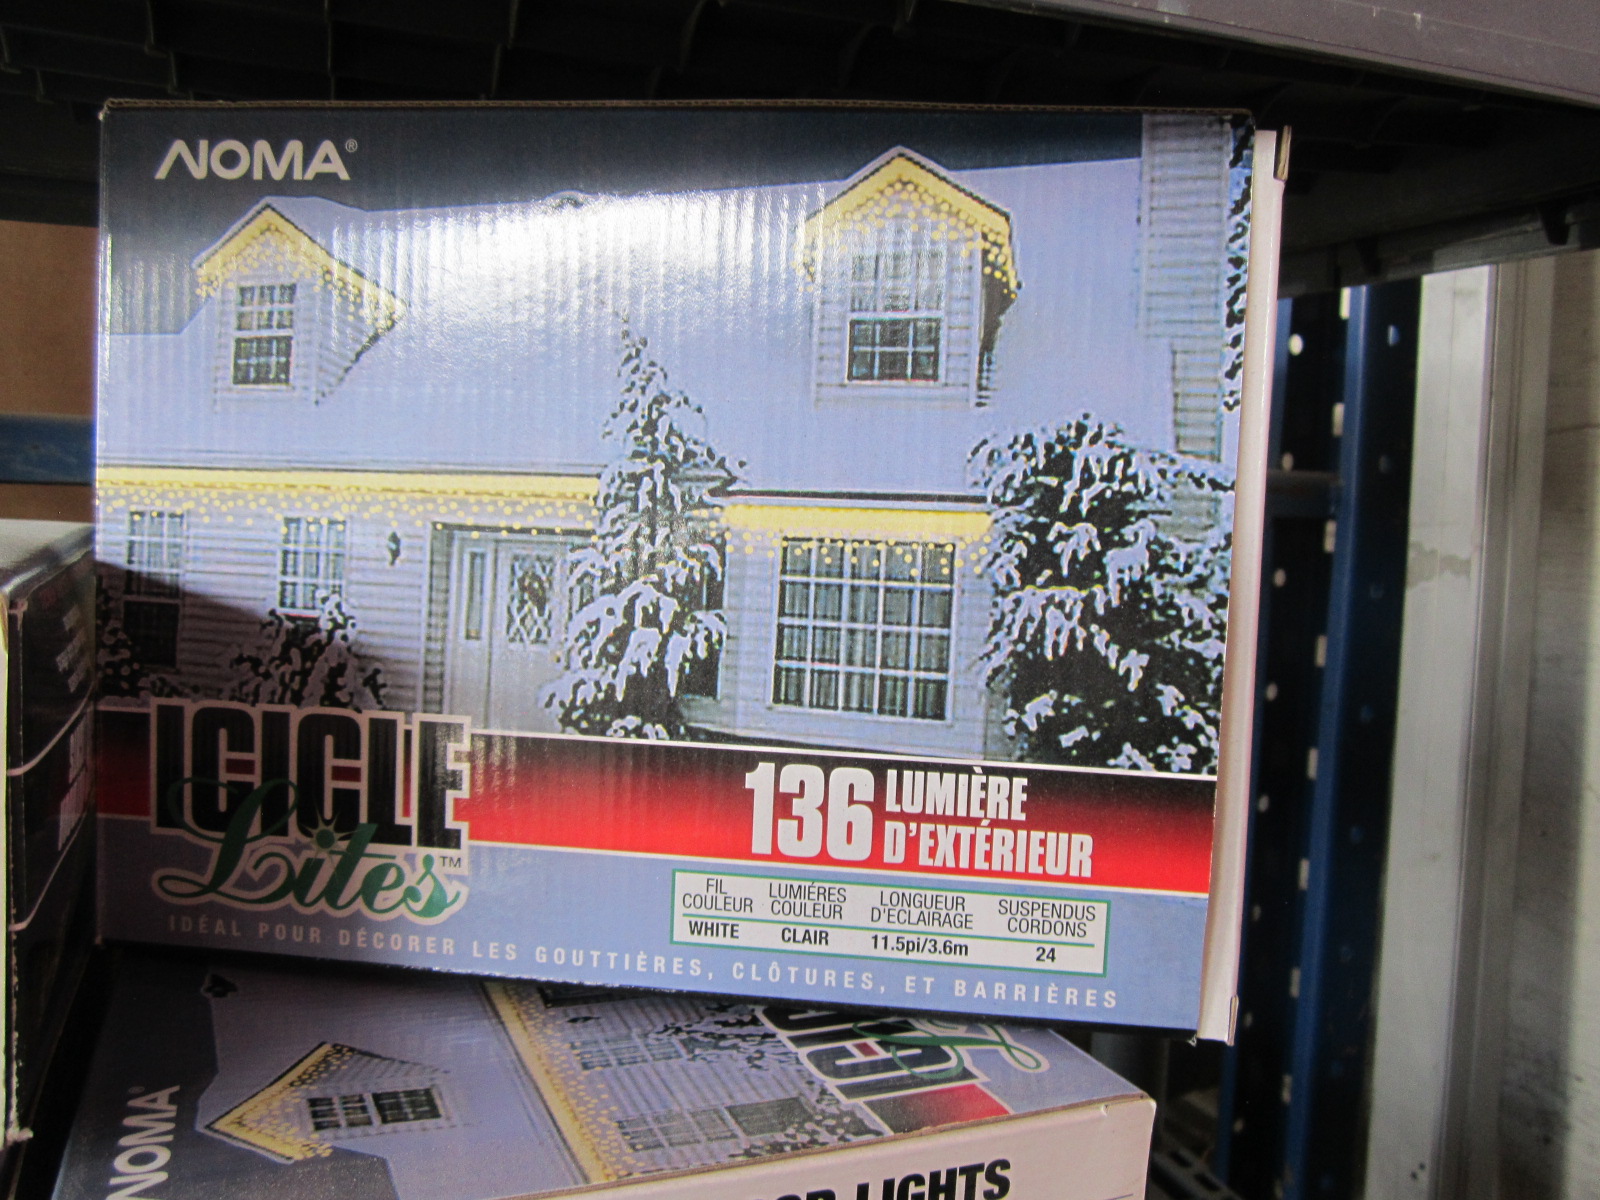 NOMA®
ICICLE
Lites™
136 LUMIÈRE
D'EXTÉRIEUR
FIL
COULEUR
LUMIÉRES
COULEUR
LONGUEUR
D'ECLAIRAGE
SUSPENDUS
CORDONS
WHITE
CLAIR
11.5pi/3.6m
24
IDÉAL POUR DÉCORER LES GOUTTIÈRES, CLÔTURES, ET BARRIÈRES
NOMA®
LIGHTS